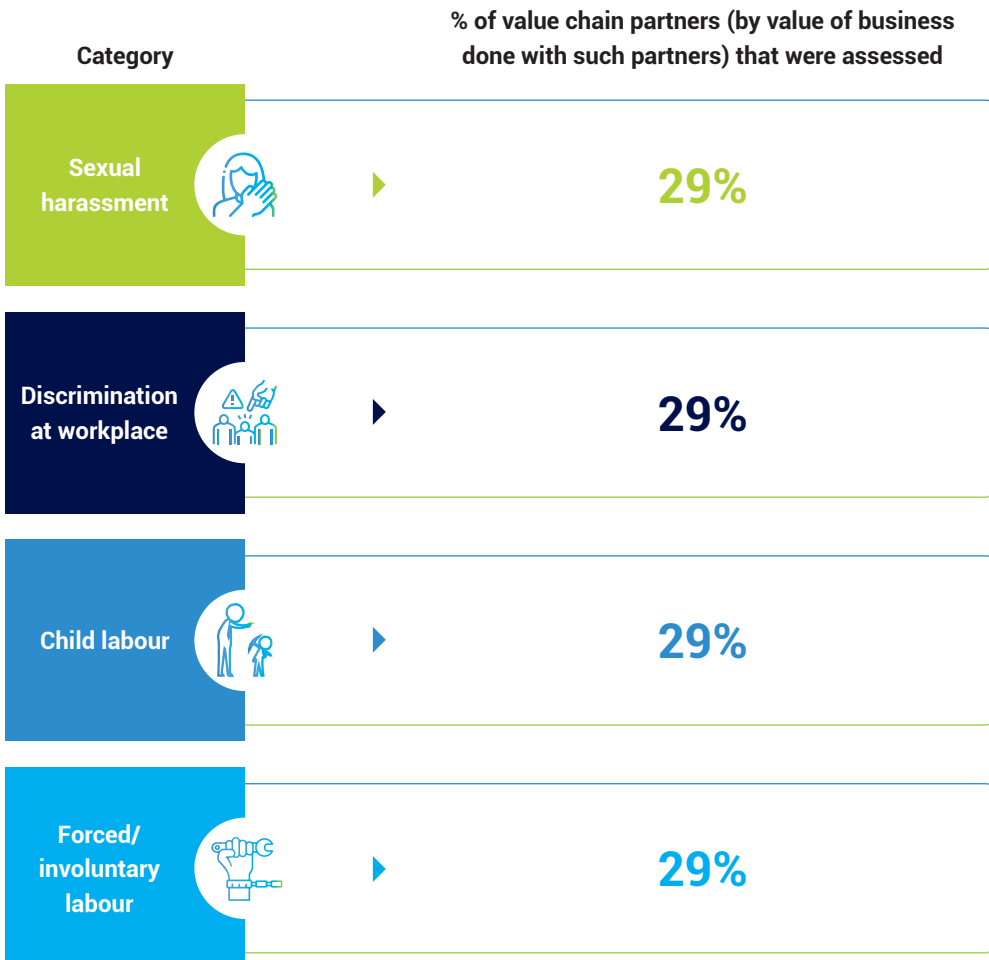 Category
% of value chain partners (by value of business
done with such partners) that were assessed
Sexual
harassment
29%
Discrimination
at workplace
29%
Child labour
29%
Forced/
involuntary
labour
29%